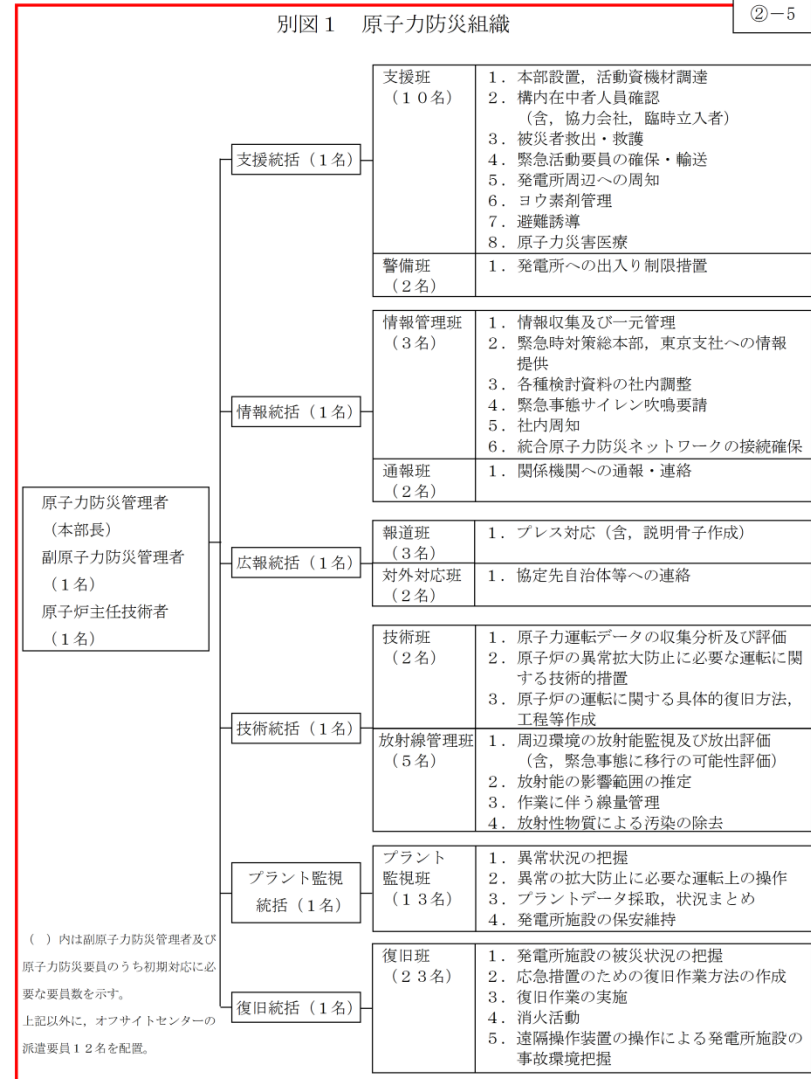 ②-5
別図1 原子力防災組織
原子力防災管理者
(本部長)
副原子力防災管理者
(1名)
原子炉主任技術者
(1名)
支援統括(1名)
支援班
(10名)
1.本部設置,活動資機材調達
2.構内在中者人員確認
(含,協力会社,臨時立入者)
3.被災者救出・救護
4.緊急活動要員の確保・輸送
5.発電所周辺への周知
6.ヨウ素剤管理
7.避難誘導
8.原子力災害医療
警備班
(2名)
1.発電所への出入り制限措置
情報統括(1名)
情報管理班
(3名)
1.情報収集及び一元管理
2.緊急時対策総本部,東京支社への情報
提供
3.各種検討資料の社内調整
4.緊急事態サイレン吹鳴要請
5.社内周知
6.統合原子力防災ネットワークの接続確保
通報班
(2名)
1.関係機関への通報・連絡
広報統括(1名)
報道班
(3名)
1.プレス対応(含,説明骨子作成)
対外対応班
(2名)
1.協定先自治体等への連絡
技術統括(1名)
技術班
(2名)
1.原子力運転データの収集分析及び評価
2.原子炉の異常拡大防止に必要な運転に関
する技術的措置
3.原子炉の運転に関する具体的復旧方法,
工程等作成
放射線管理班
(5名)
1.周辺環境の放射能監視及び放出評価
(含,緊急事態に移行の可能性評価)
2.放射能の影響範囲の推定
3.作業に伴う線量管理
4.放射性物質による汚染の除去
プラント監視
統括(1名)
プラント
監視班
(13名)
1.異常状況の把握
2.異常の拡大防止に必要な運転上の操作
3.プラントデータ採取,状況まとめ
4.発電所施設の保安維持
復旧統括(1名)
復旧班
(23名)
1.発電所施設の被災状況の把握
2.応急措置のための復旧作業方法の作成
3.復旧作業の実施
4.消火活動
5.遠隔操作装置の操作による発電所施設の
事故環境把握
( )内は副原子力防災管理者及び
原子力防災要員のうち初期対応に必
要な要員数を示す。
上記以外に,オフサイトセンターの
派遣要員12名を配置。